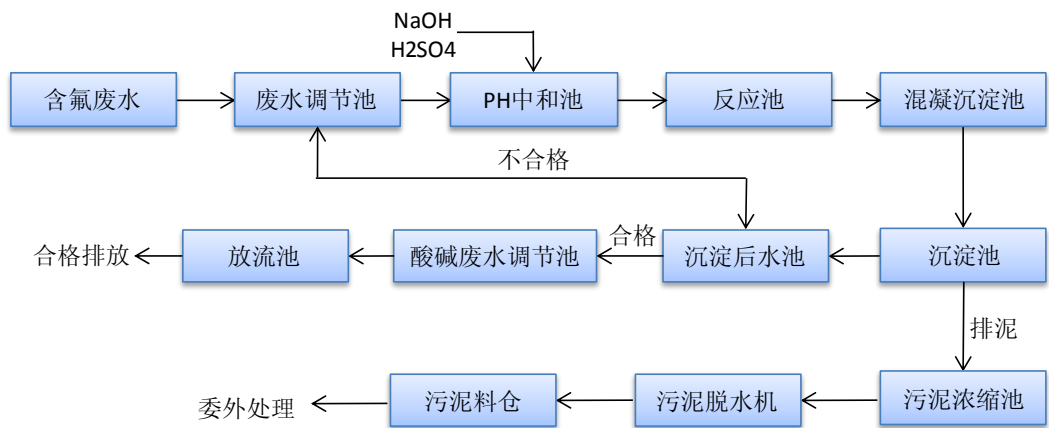 NaOH
H2SO4
含氟废水
废水调节池
PH中和池
反应池
混凝沉淀池
不合格
合格排放
放流池
酸碱废水调节池
合格
沉淀后水池
沉淀池
排泥
委外处理
污泥料仓
污泥脱水机
污泥浓缩池